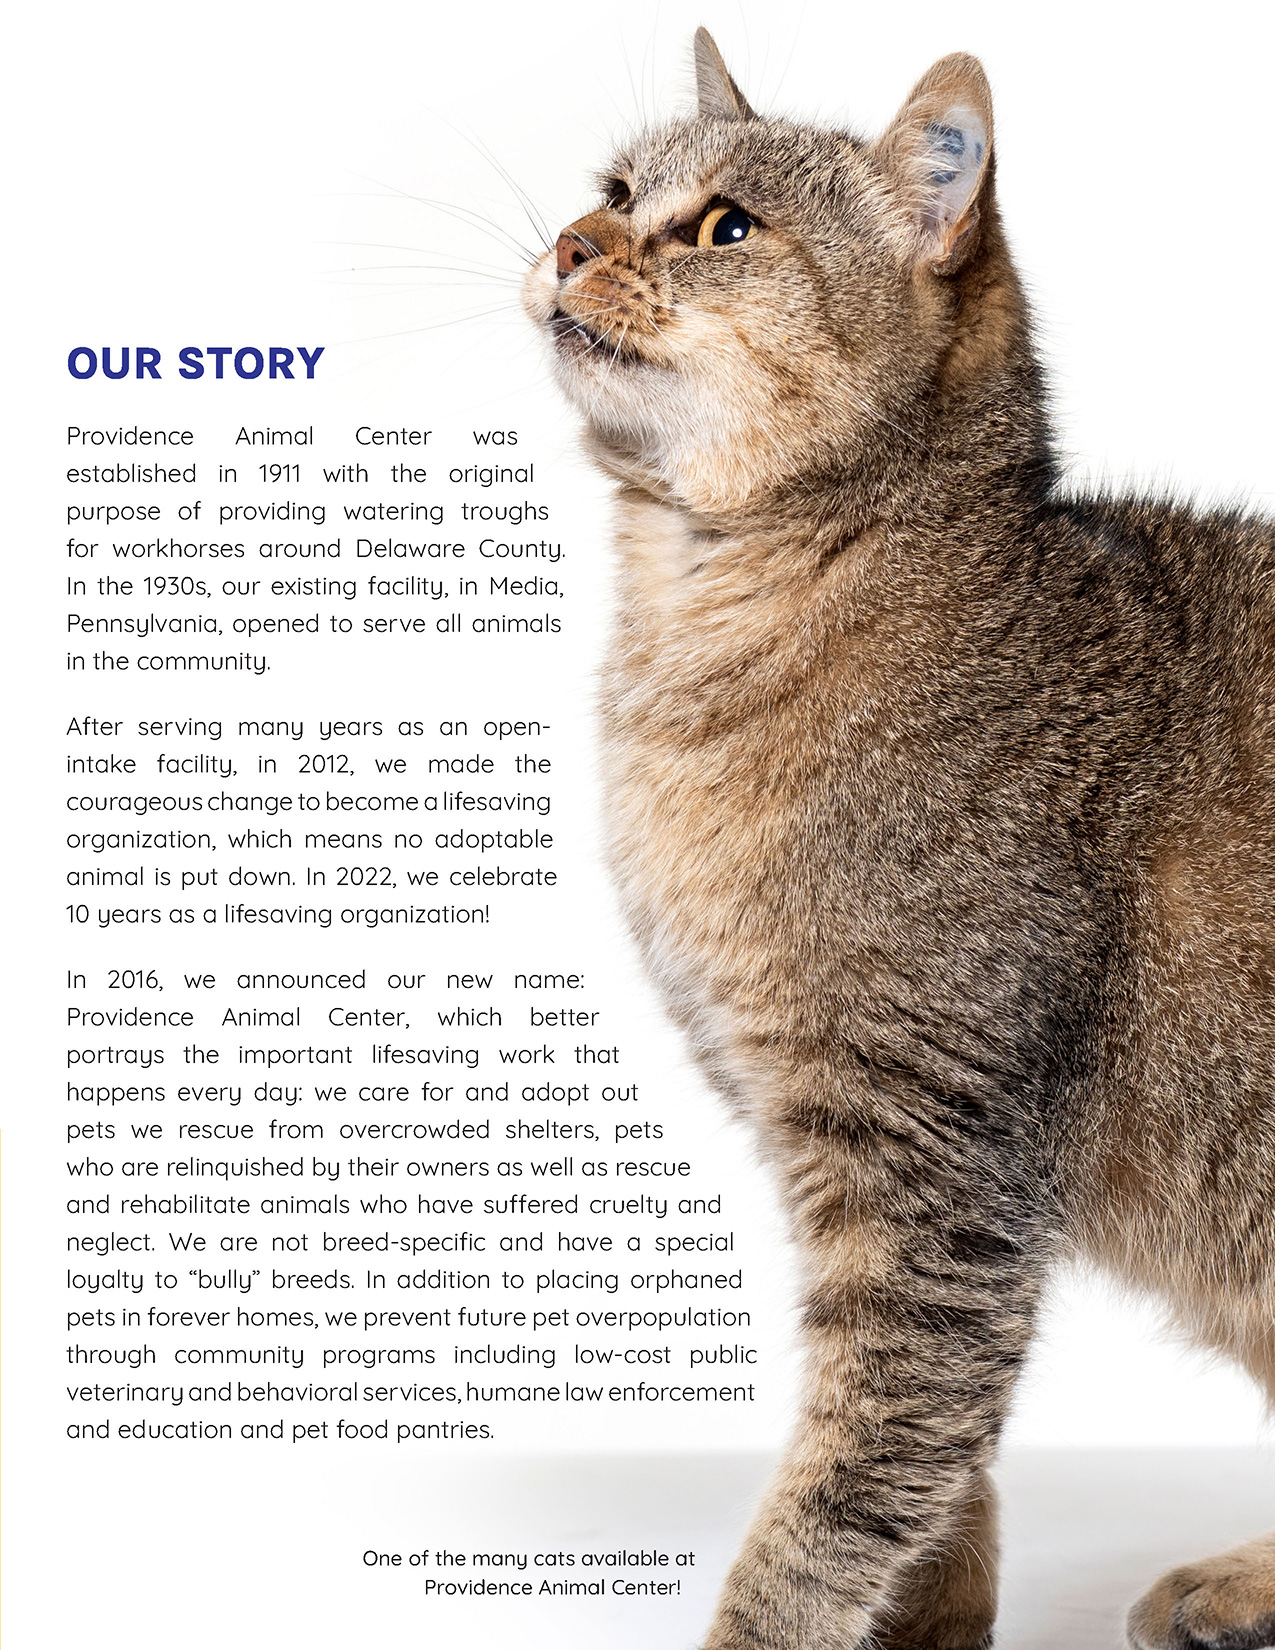 OUR STORY
Providence Animal Center was
established in 1911 with the original
purpose of providing watering troughs
for workhorses around Delaware County.
In the 1930s, our existing facility, in Media,
Pennsylvania, opened to serve all animals
in the community.
After serving many years as an open-
intake facility, in 2012, we made the
courageous change to become a lifesaving
organization, which means no adoptable
animal is put down. In 2022, we celebrate
10 years as a lifesaving organization!
In 2016, we announced our new name:
Providence Animal Center, which better
portrays the important lifesaving work that
happens every day: we care for and adopt out
pets we rescue from overcrowded shelters, pets
who are relinquished by their owners as well as rescue
and rehabilitate animals who have suffered cruelty and
neglect. We are not breed-specific and have a special
loyalty to “bully” breeds. In addition to placing orphaned
pets in forever homes, we prevent future pet overpopulation
through community programs including low-cost public
veterinary and behavioral services, humane law enforcement
and education and pet food pantries.
One of the many cats available at
Providence Animal Center!